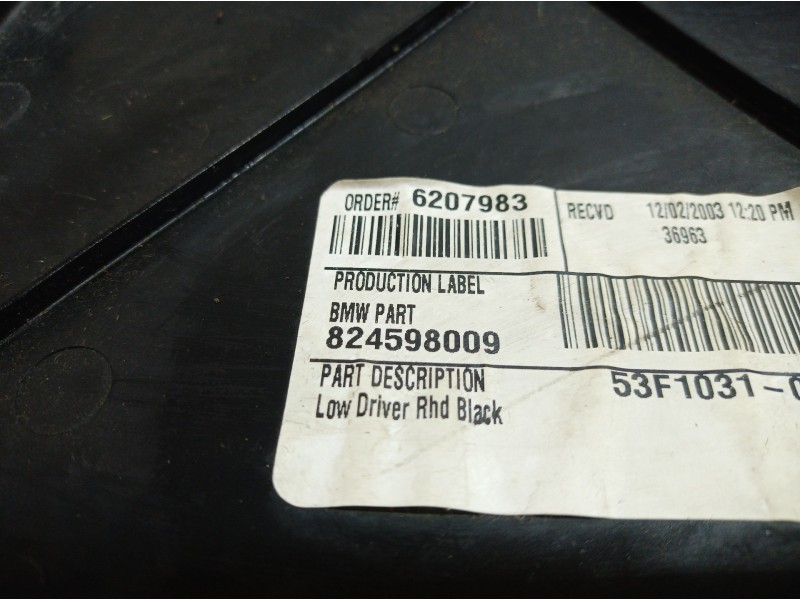 ORDER# 6207983
RECVD 12/02/2003 12:20 PM
36963
PRODUCTION LABEL
BMW PART
824598009
PART DESCRIPTION
53F1031-
Low Driver Rhd Black